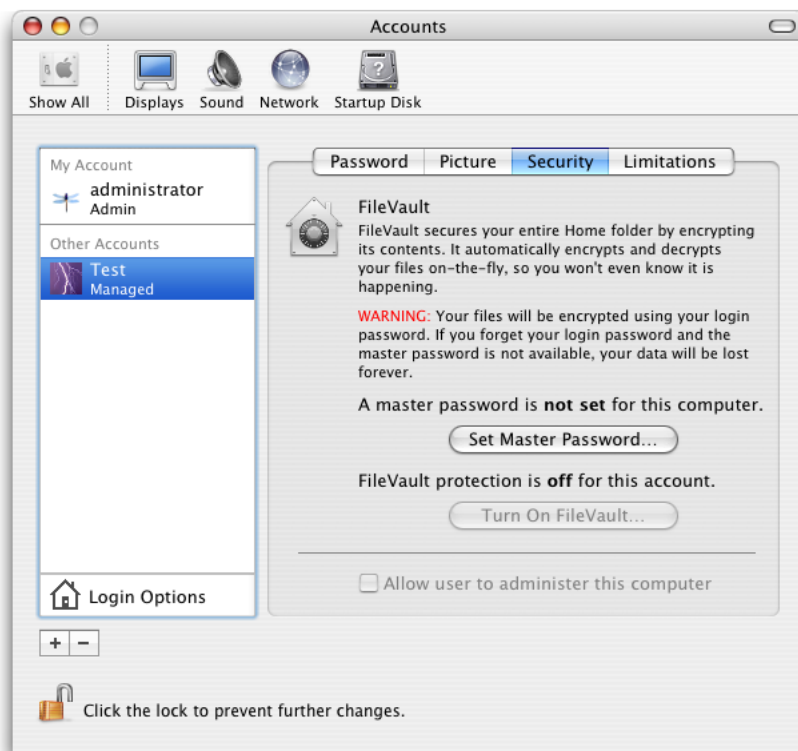 Accounts
Show All Displays Sound Network Startup Disk
My Account
administrator
Admin
Other Accounts
Test
Managed
Login Options
Password Picture Security Limitations
FileVault
FileVault secures your entire Home folder by encrypting
its contents. It automatically encrypts and decrypts
your files on-the-fly, so you won't even know it is
happening.
WARNING: Your files will be encrypted using your login
password. If you forget your login password and the
master password is not available, your data will be lost
forever.
A master password is not set for this computer.
Set Master Password...
FileVault protection is off for this account.
Turn On FileVault...
Allow user to administer this computer
+ −
Click the lock to prevent further changes.